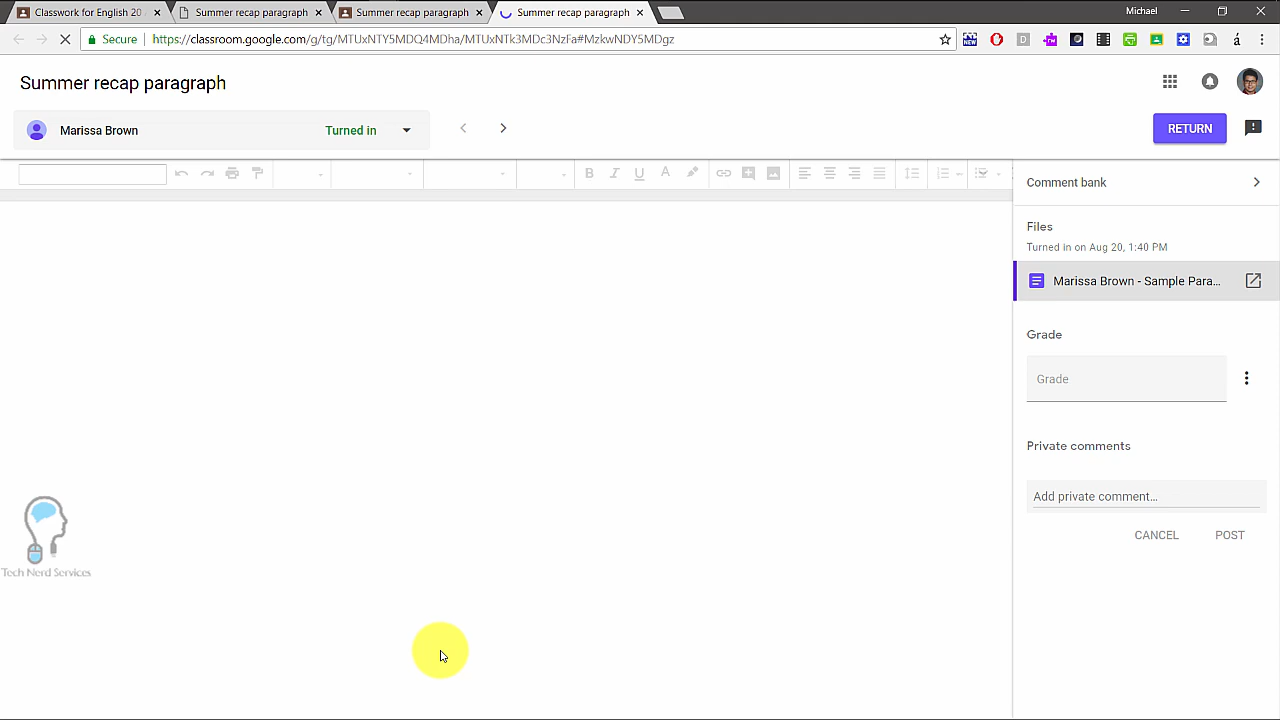 Classwork for English 20
Summer recap paragraph
Summer recap paragraph
Summer recap paragraph
Michael
Secure
https://classroom.google.com/g/tg/MTUxNTY5MDQ4MDha/MTUxNTk3MDc3NzFa#MzkwNDY5MDgz
Summer recap paragraph
Marissa Brown
Turned in
RETURN
B I U A
Comment bank
Files
Turned in on Aug 20, 1:40 PM
Marissa Brown - Sample Para...
Grade
Grade
Private comments
Add private comment...
CANCEL POST
Tech Nerd Services